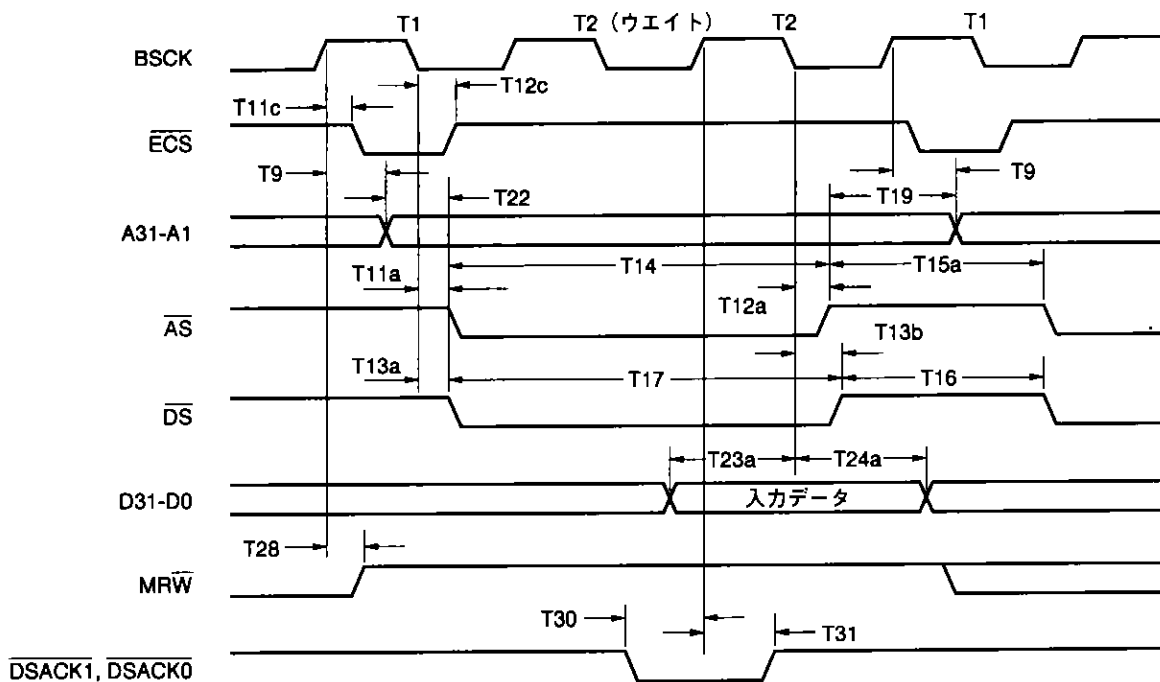 T1 T2 (ウエイト) T2 T1
BSCK
T12c
T11c
ECS
T9 T19 T9
T22
A31-A1
T14 T15a
T11a
T12a
AS
T13b
T13a T17 T16
DS
T23a T24a
D31-D0 入力データ
T28
MRW
T30 T31
DSACK1, DSACK0